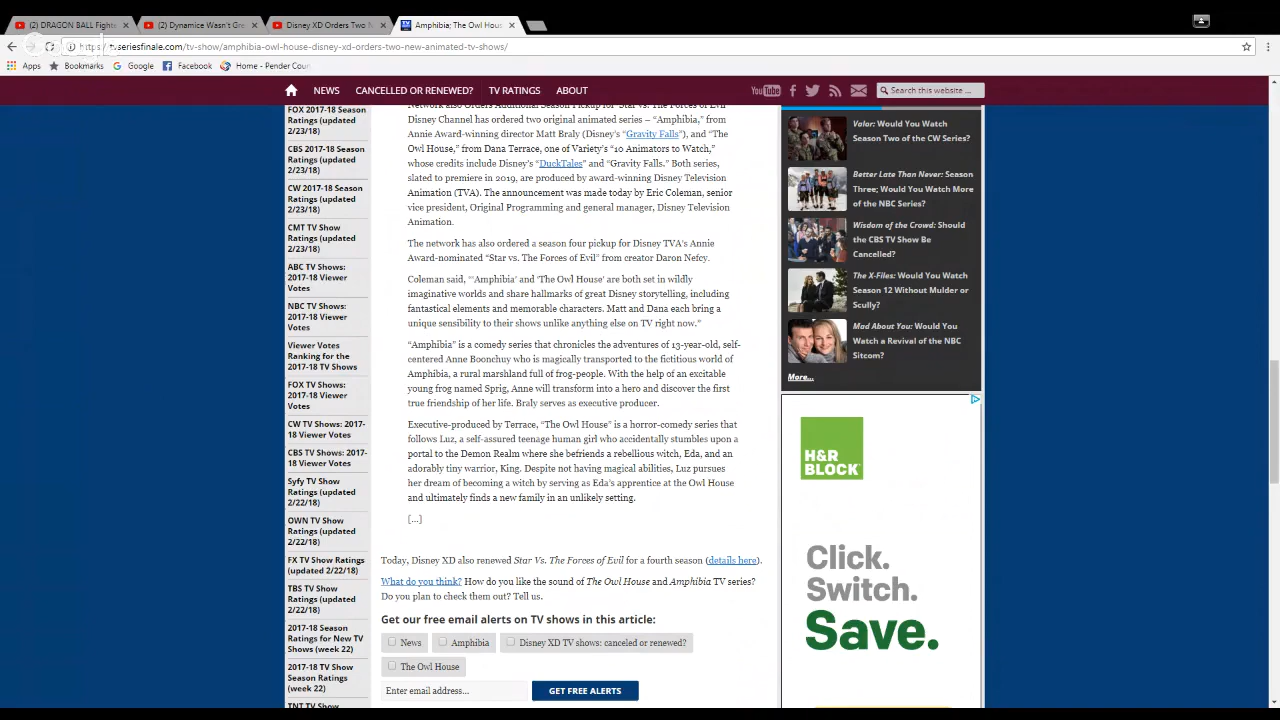 (2) DRAGON BALL Fight
(2) Dynamice Wasn't Gre
Disney XD Orders Two N
Amphibia; The Owl Hous
tvseriesfinale.com/tv-show/amphibia-owl-house-disney-xd-orders-two-new-animated-tv-shows/
Apps Bookmarks Google Facebook Home - Pender Coun
NEWS CANCELLED OR RENEWED? TV RATINGS ABOUT YouTube Search this website ...
FOX 2017-18 Season
Ratings (updated
2/23/18)
CBS 2017-18 Season
Ratings (updated
2/23/18)
CW 2017-18 Season
Ratings (updated
2/23/18)
CMT TV Show
Ratings (updated
2/23/18)
ABC TV Shows:
2017-18 Viewer
Votes
NBC TV Shows:
2017-18 Viewer
Votes
Viewer Votes
Ranking for the
2017-18 TV Shows
FOX TV Shows:
2017-18 Viewer
Votes
CW TV Shows: 2017-
18 Viewer Votes
CBS TV Shows: 2017-
18 Viewer Votes
Syfy TV Show
Ratings (updated
2/22/18)
OWN TV Show
Ratings (updated
2/22/18)
FX TV Show Ratings
(updated 2/22/18)
TBS TV Show
Ratings (updated
2/22/18)
2017-18 Season
Ratings for New TV
Shows (week 22)
2017-18 TV Show
Season Ratings
(week 22)
TNT TV Show
Network also Orders Additional Season Pickup for "Star vs. The Forces of Evil"
Disney Channel has ordered two original animated series – “Amphibia,” from
Annie Award-winning director Matt Braly (Disney's “Gravity Falls”), and “The
Owl House,” from Dana Terrace, one of Variety's “10 Animators to Watch,”
whose credits include Disney's “DuckTales” and “Gravity Falls.” Both series,
slated to premiere in 2019, are produced by award-winning Disney Television
Animation (TVA). The announcement was made today by Eric Coleman, senior
vice president, Original Programming and general manager, Disney Television
Animation.
The network has also ordered a season four pickup for Disney TVA's Annie
Award-nominated “Star vs. The Forces of Evil” from creator Daron Nefcy.
Coleman said, “'Amphibia' and 'The Owl House' are both set in wildly
imaginative worlds and share hallmarks of great Disney storytelling, including
fantastical elements and memorable characters. Matt and Dana each bring a
unique sensibility to their shows unlike anything else on TV right now.”
“Amphibia” is a comedy series that chronicles the adventures of 13-year-old, self-
centered Anne Boonchuy who is magically transported to the fictitious world of
Amphibia, a rural marshland full of frog-people. With the help of an excitable
young frog named Sprig, Anne will transform into a hero and discover the first
true friendship of her life. Braly serves as executive producer.
Executive-produced by Terrace, “The Owl House” is a horror-comedy series that
follows Luz, a self-assured teenage human girl who accidentally stumbles upon a
portal to the Demon Realm where she befriends a rebellious witch, Eda, and an
adorably tiny warrior, King. Despite not having magical abilities, Luz pursues
her dream of becoming a witch by serving as Eda's apprentice at the Owl House
and ultimately finds a new family in an unlikely setting.
[...]
Today, Disney XD also renewed Star Vs. The Forces of Evil for a fourth season (details here).
What do you think? How do you like the sound of The Owl House and Amphibia TV series?
Do you plan to check them out? Tell us.
Get our free email alerts on TV shows in this article:
News Amphibia Disney XD TV shows: canceled or renewed?
The Owl House
Enter email address... GET FREE ALERTS
Valor: Would You Watch
Season Two of the CW Series?
Better Late Than Never: Season
Three; Would You Watch More
of the NBC Series?
Wisdom of the Crowd: Should
the CBS TV Show Be
Cancelled?
The X-Files: Would You Watch
Season 12 Without Mulder or
Scully?
Mad About You: Would You
Watch a Revival of the NBC
Sitcom?
More...
H&R
BLOCK
Click.
Switch.
Save.